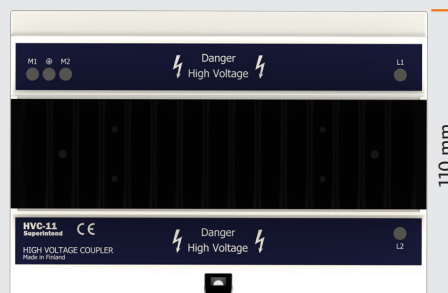 M1 ⊕ M2
Danger
High Voltage
L1
110 mm
HVC-11
Superintend
CE
HIGH VOLTAGE COUPLER
Made in Finland
Danger
High Voltage
L2